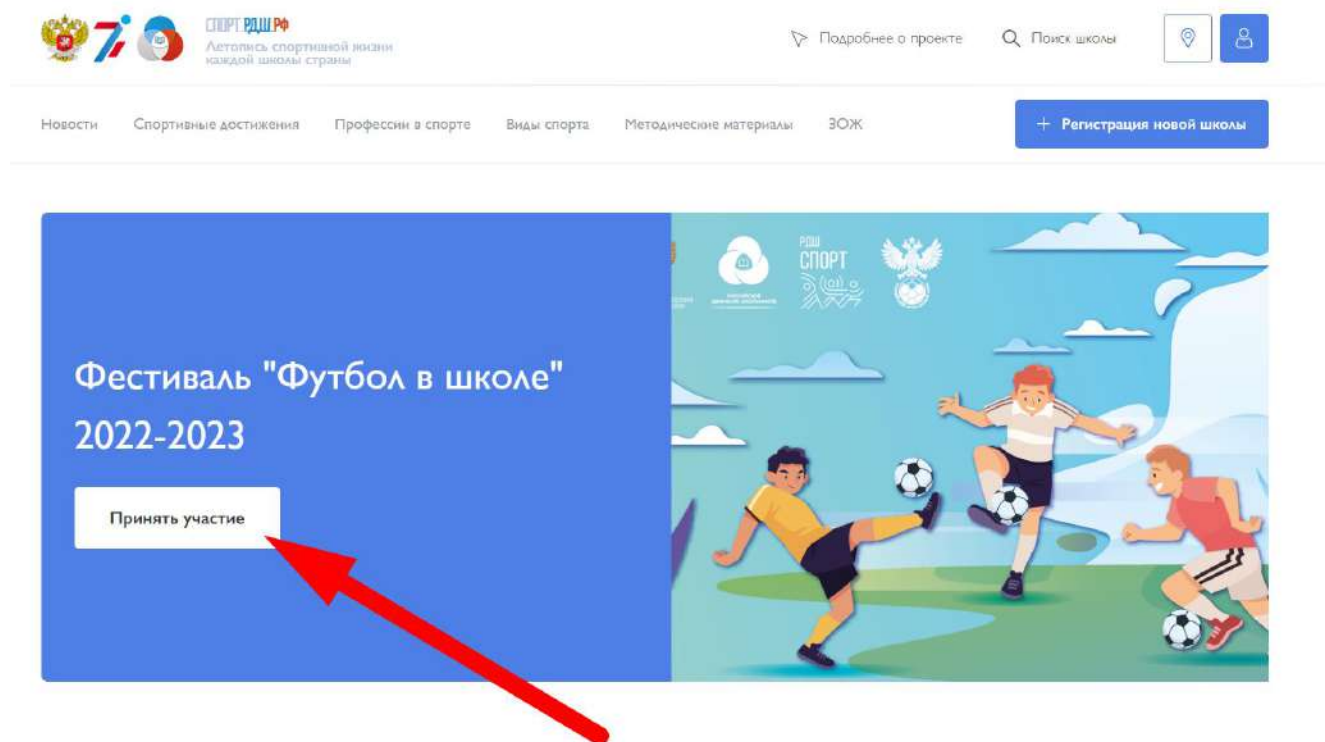 СПОРТ.РДШ.РФ
Летопись спортивной жизни
каждой школы страны
Подробнее о проекте
Поиск школы
Новости
Спортивные достижения
Профессии в спорте
Виды спорта
Методические материалы
ЗОЖ
+ Регистрация новой школы
РДШ
СПОРТ
Фестиваль "Футбол в школе"
2022-2023
Принять участие